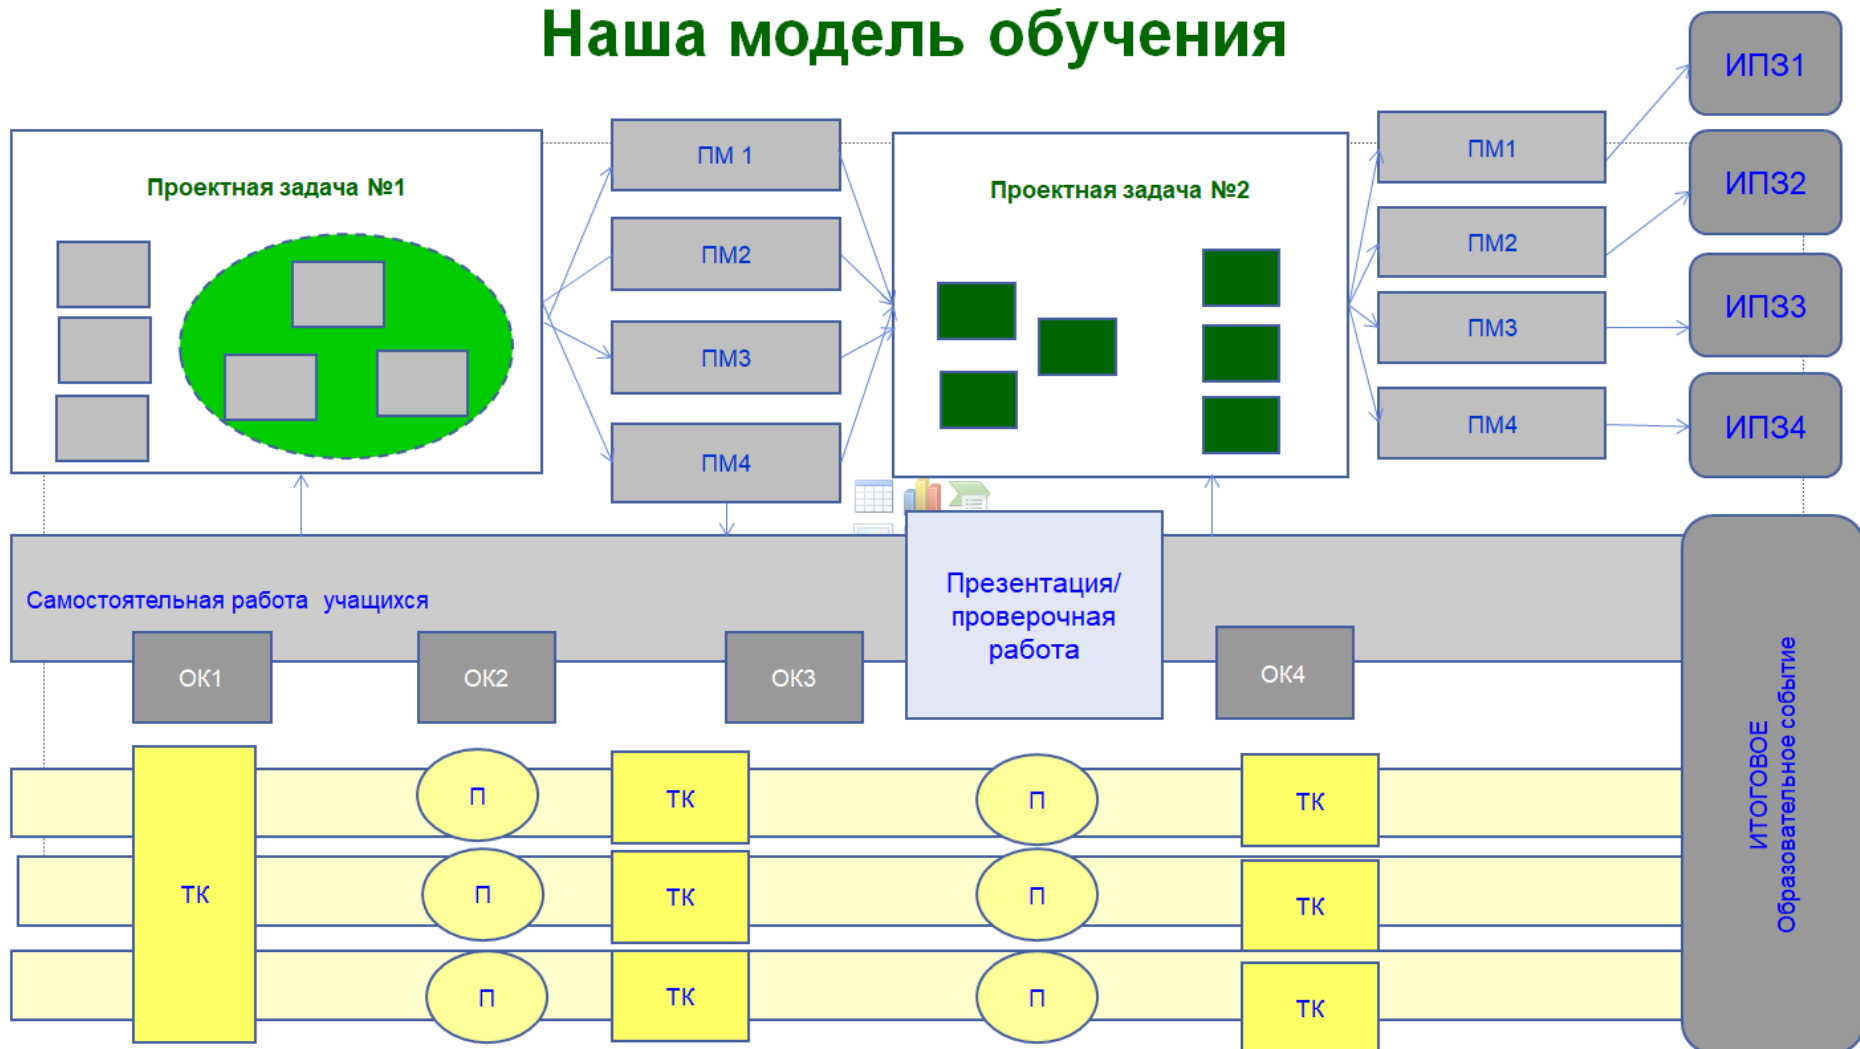 Наша модель обучения
ИПЗ1
ПМ 1
ПМ1
Проектная задача №1
Проектная задача №2
ИПЗ2
ПМ2
ПМ2
ПМ3
ПМ3
ИПЗ3
ПМ4
ПМ4
ИПЗ4
Самостоятельная работа учащихся
Презентация/
проверочная
работа
ОК1
ОК2
ОК3
ОК4
П
ТК
П
ТК
ТК
П
ТК
П
ТК
П
ТК
П
ТК
ИТОГОВОЕ
Образовательное событие